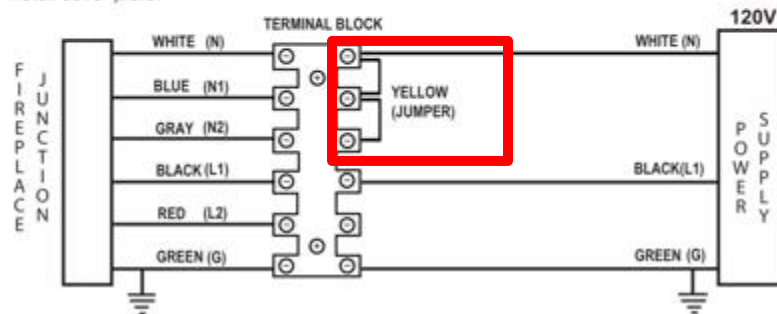 120V
TERMINAL BLOCK
WHITE (N)
WHITE (N)
BLUE (N1)
YELLOW
(JUMPER)
GRAY (N2)
BLACK (L1)
BLACK(L1)
RED (L2)
GREEN (G)
GREEN (G)
FIREPLACE
JUNCTION
POWER
SUPPLY